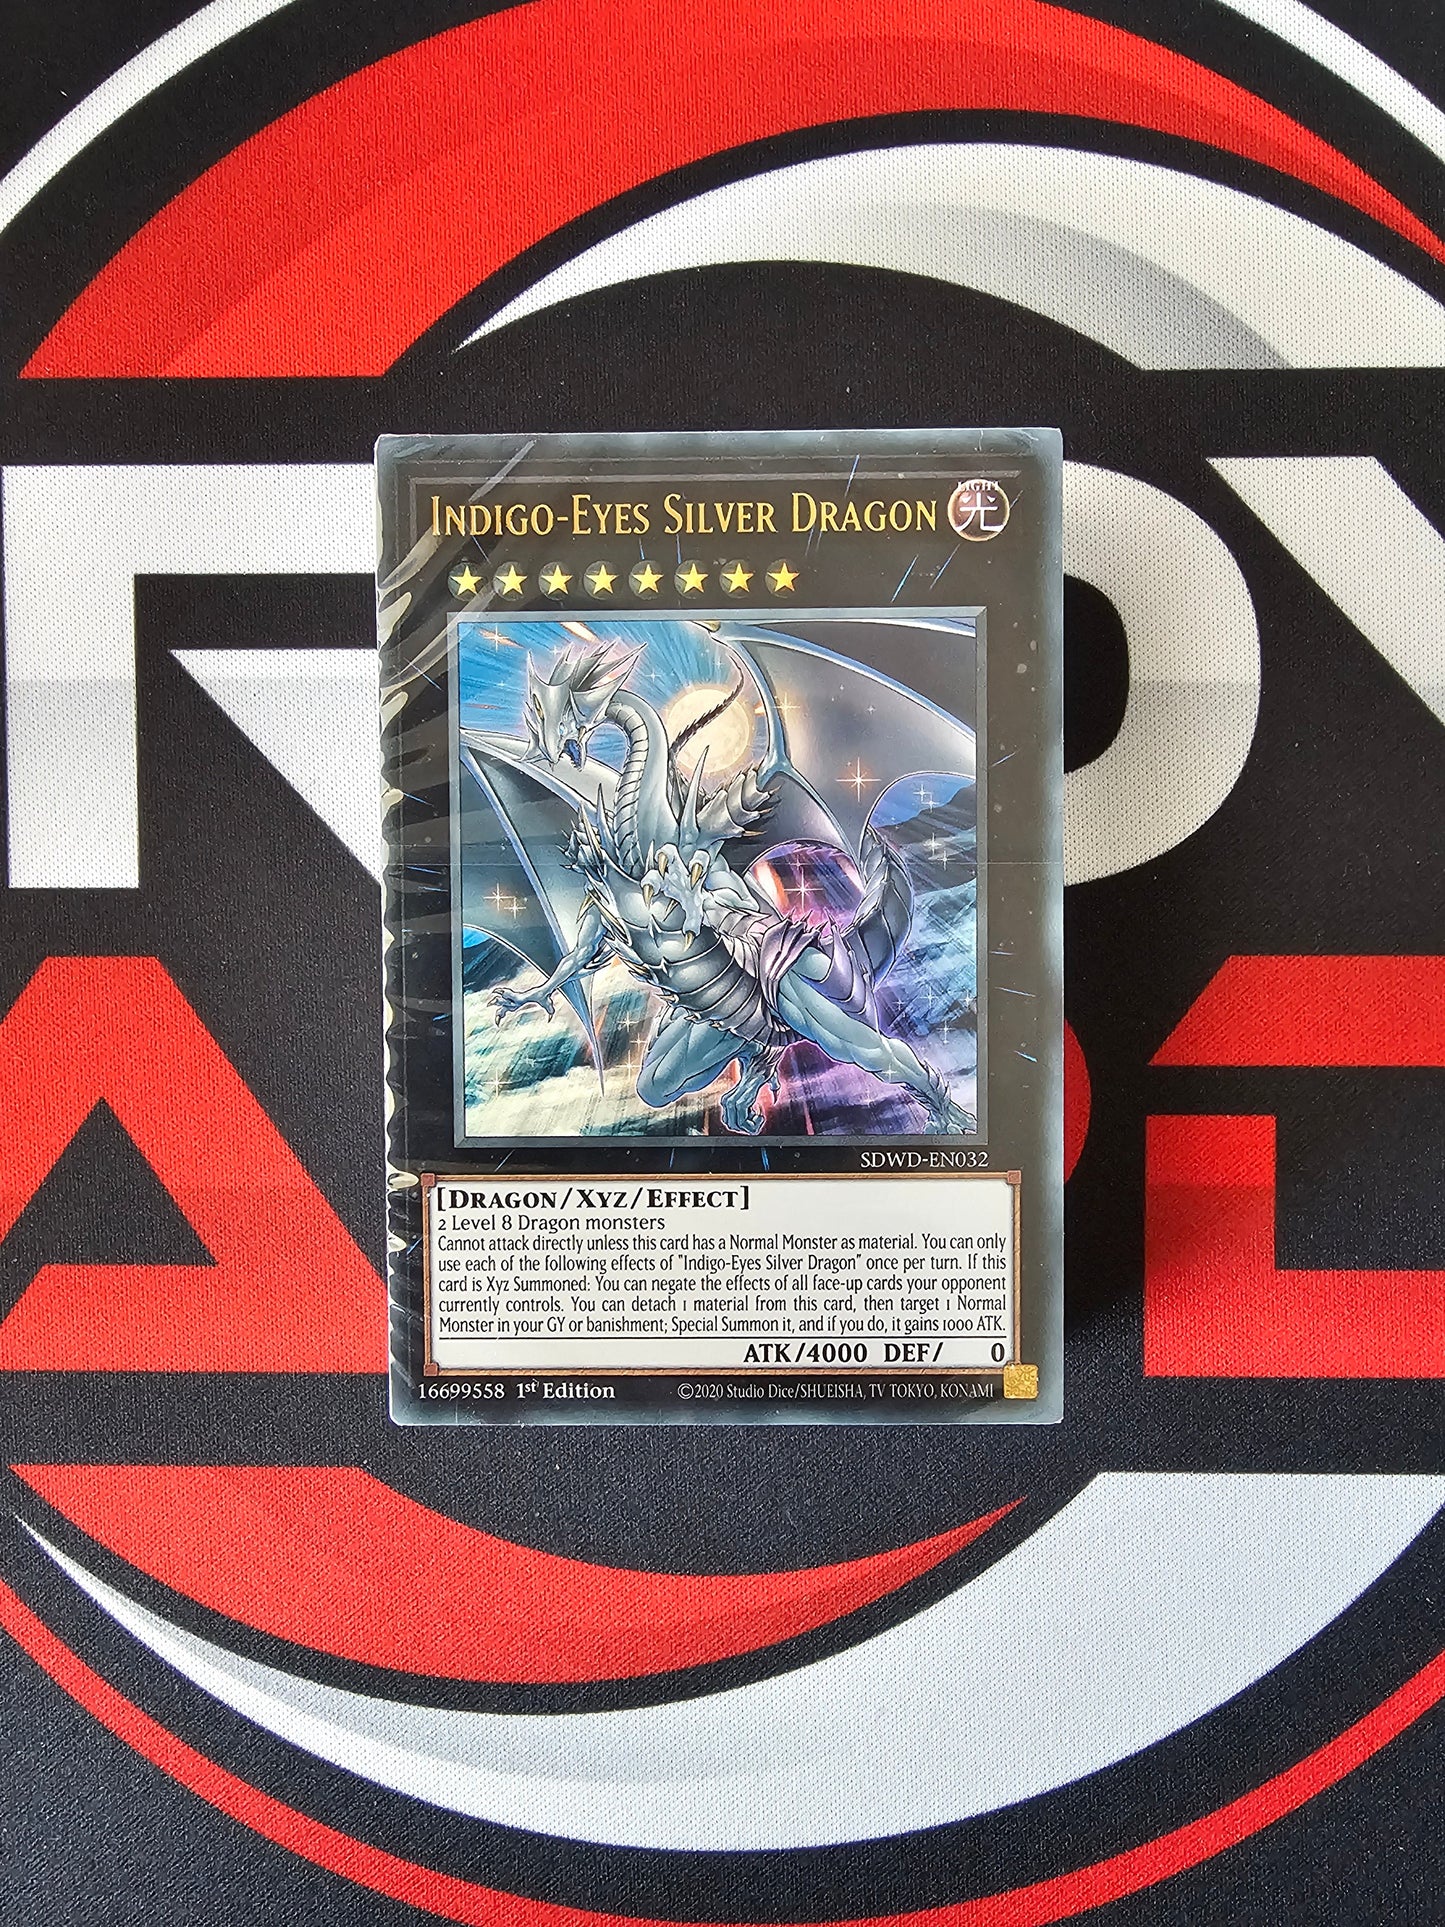 INDIGO-EYES SILVER DRAGON
LIGHT
光
SDWD-EN032
[DRAGON/XYZ/EFFECT]
2 Level 8 Dragon monsters
Cannot attack directly unless this card has a Normal Monster as material. You can only
use each of the following effects of "Indigo-Eyes Silver Dragon" once per turn. If this
card is Xyz Summoned: You can negate the effects of all face-up cards your opponent
currently controls. You can detach 1 material from this card, then target 1 Normal
Monster in your GY or banishment; Special Summon it, and if you do, it gains 1000 ATK.
ATK/4000 DEF/ 0
16699558 1st Edition ©2020 Studio Dice/SHUEISHA, TV TOKYO, KONAMI